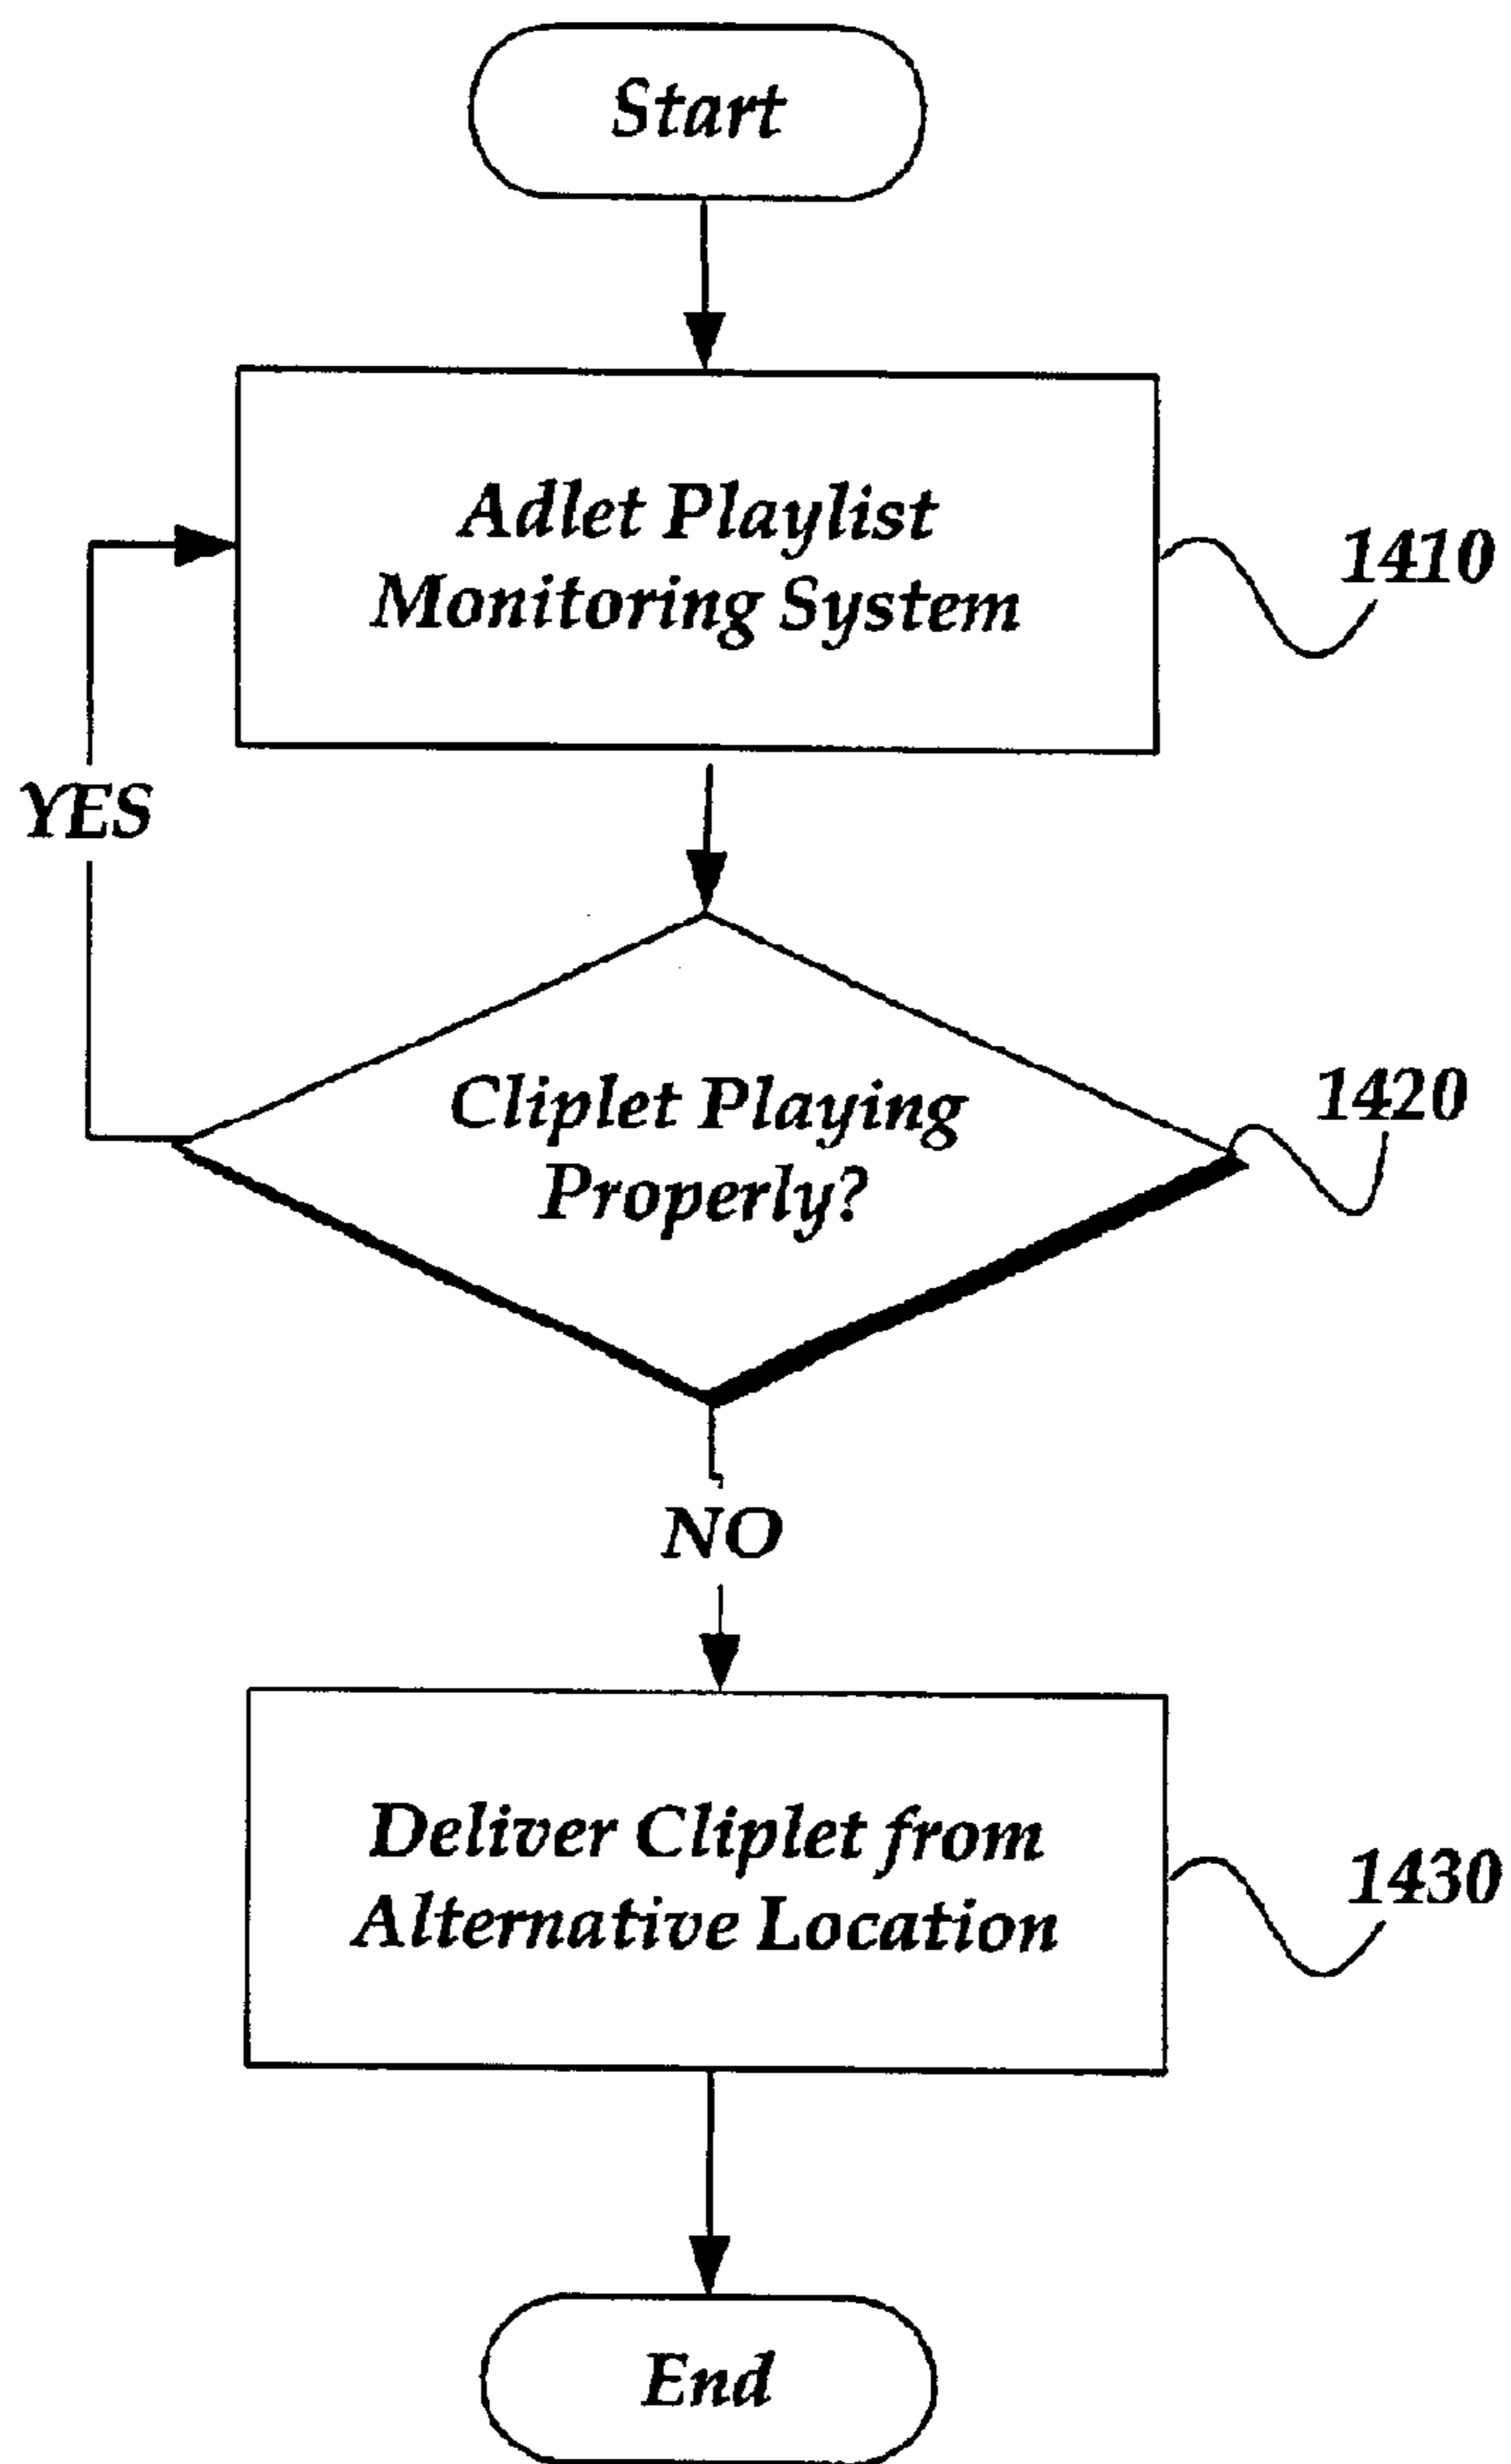 Start
Adlet Playlist
Monitoring System
1410
YES
Cliplet Playing
Properly?
1420
NO
Deliver Cliplet from
Alternative Location
1430
End